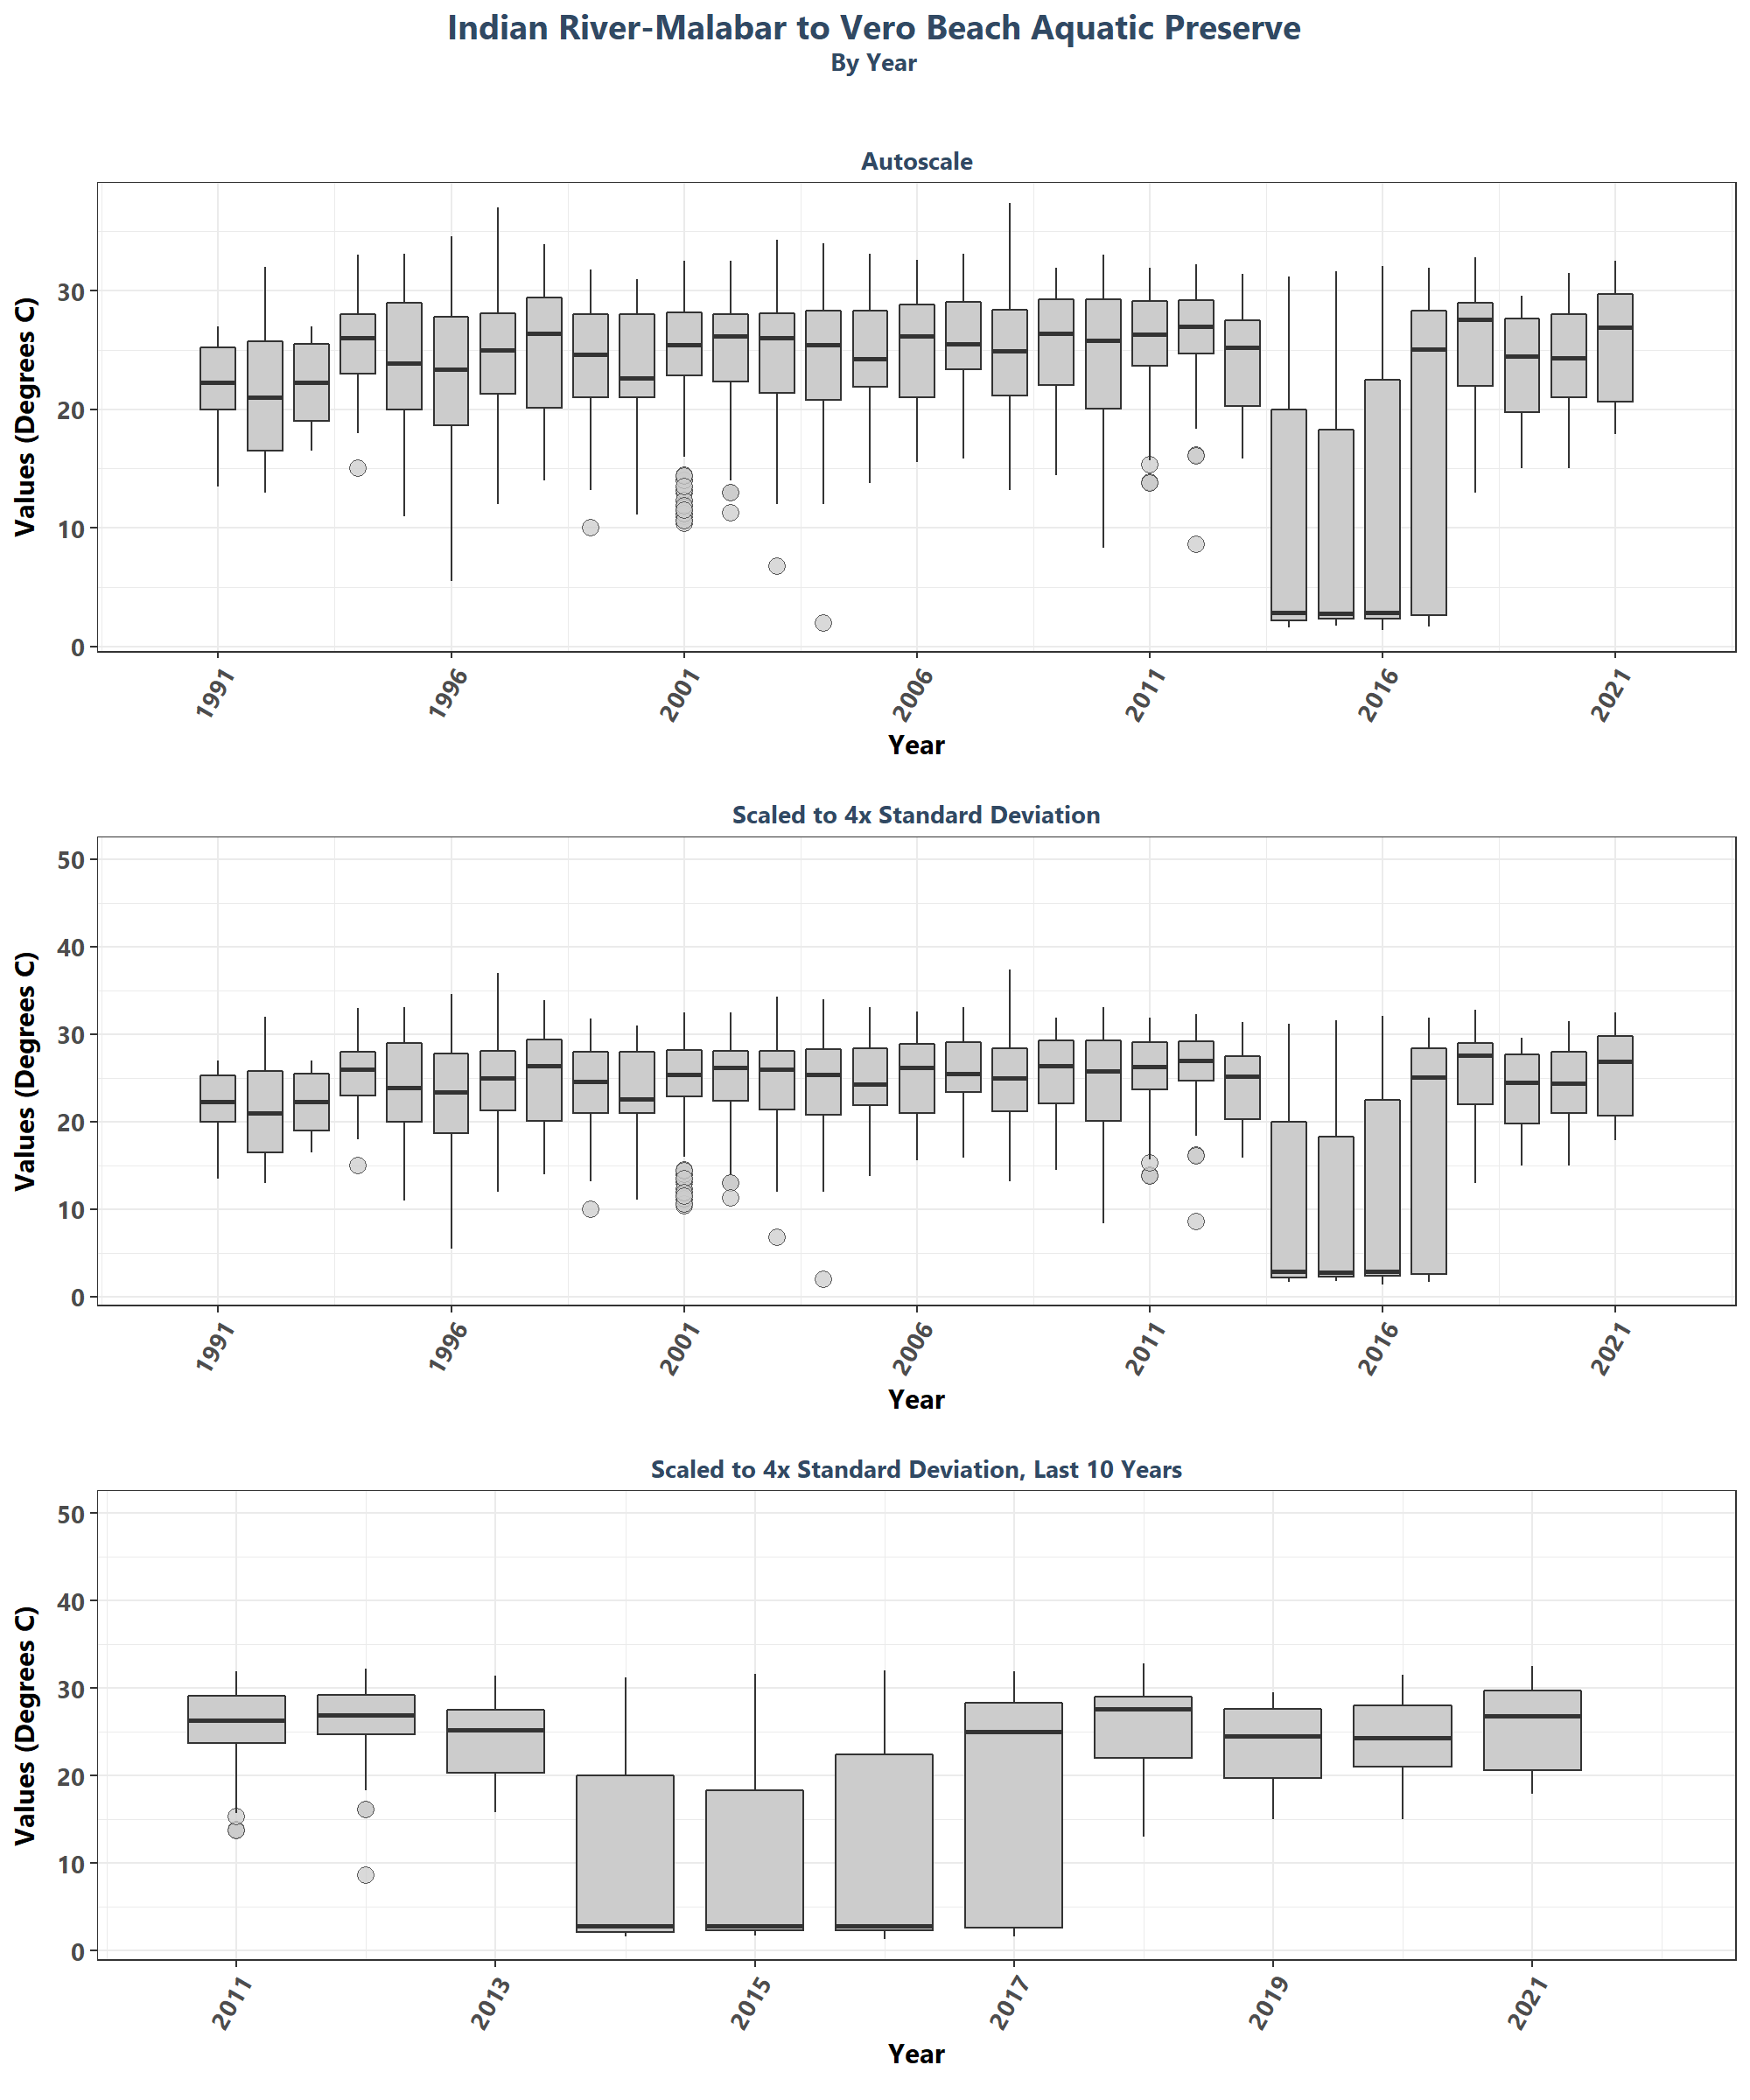 Indian River-Malabar to Vero Beach Aquatic Preserve
By Year
Autoscale
Values (Degrees C)
30
20
10
0
1991 1996 2001 2006 2011 2016 2021
Year
Scaled to 4x Standard Deviation
Values (Degrees C)
50
40
30
20
10
0
1991 1996 2001 2006 2011 2016 2021
Year
Scaled to 4x Standard Deviation, Last 10 Years
Values (Degrees C)
50
40
30
20
10
0
2011 2013 2015 2017 2019 2021
Year